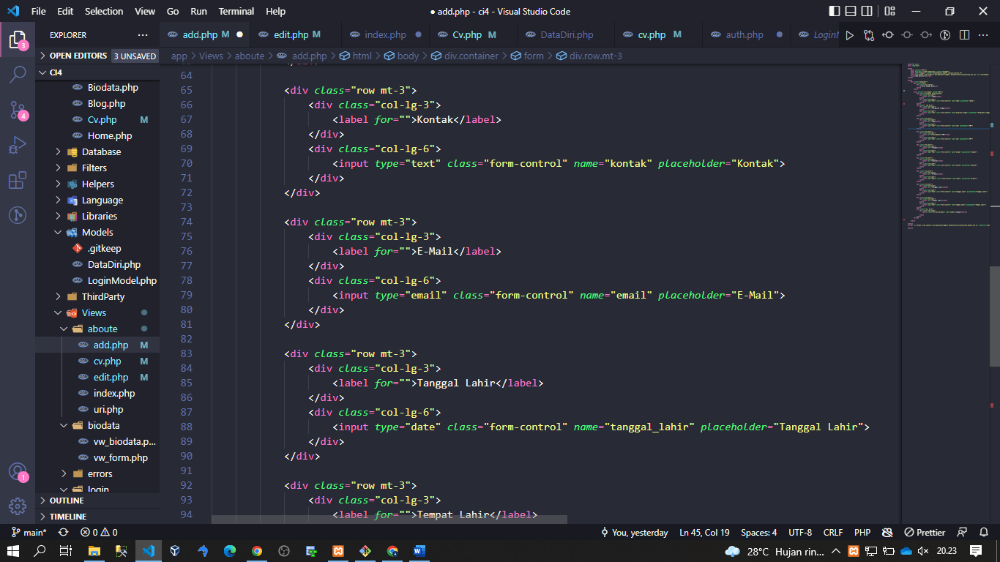 File Edit Selection View Go Run Terminal Help ● add.php - ci4 - Visual Studio Code
EXPLORER ··· add.php M edit.php M index.php Cv.php M DataDiri.php cv.php M auth.php
OPEN EDITORS 3 UNSAVED app > Views > aboute > add.php > html > body > div.container > form > div.row.mt-3
CI4
64
Biodata.php
65 <div class="row mt-3">
Blog.php
66 <div class="col-lg-3">
Cv.php M
67 <label for="">Kontak</label>
Home.php
68 </div>
Database
69 <div class="col-lg-6">
Filters
70 <input type="text" class="form-control" name="kontak" placeholder="Kontak">
Helpers
71 </div>
72 </div>
Language
73
Libraries
74 <div class="row mt-3">
Models
75 <div class="col-lg-3">
.gitkeep
76 <label for="">E-Mail</label>
DataDiri.php
77 </div>
LoginModel.php
78 <div class="col-lg-6">
ThirdParty
79 <input type="email" class="form-control" name="email" placeholder="E-Mail">
Views
80 </div>
aboute
81 </div>
82
add.php M
83 <div class="row mt-3">
cv.php M
84 <div class="col-lg-3">
edit.php M
85 <label for="">Tanggal Lahir</label>
index.php
86 </div>
uri.php
87 <div class="col-lg-6">
biodata
88 <input type="date" class="form-control" name="tanggal_lahir" placeholder="Tanggal Lahir">
vw_biodata.p...
89 </div>
vw_form.php
90 </div>
errors
91
login
92 <div class="row mt-3">
OUTLINE
93 <div class="col-lg-3">
TIMELINE
94 <label for="">Tempat Lahir</label>
3
4
1
main* 0 0 You, yesterday Ln 45, Col 19 Spaces: 4 UTF-8 CRLF PHP Prettier
28°C Hujan rin... 20.23